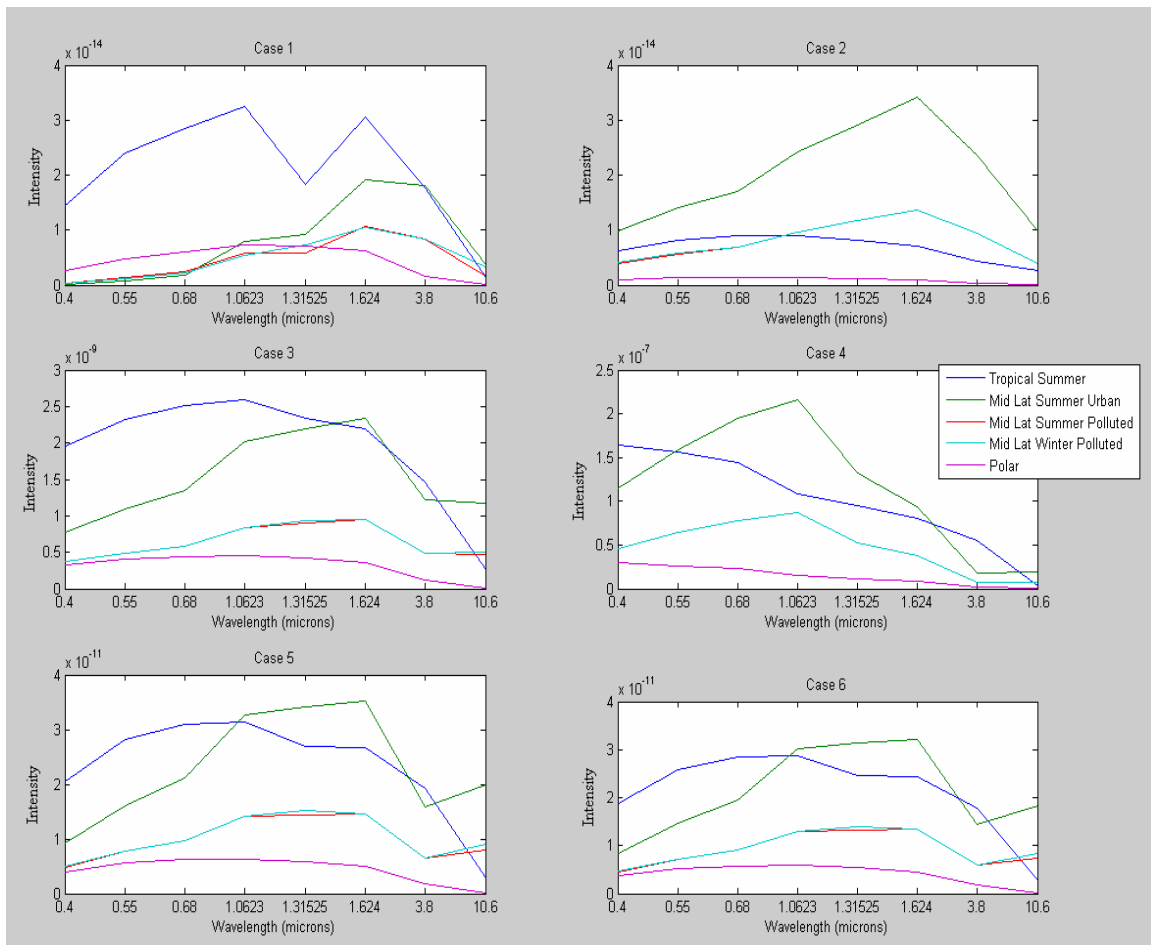 Case 1
x 10-14
4
3
2
1
0
Intensity
0.4 0.55 0.68 1.0623 1.31525 1.624 3.8 10.6
Wavelength (microns)
Case 2
x 10-14
4
3
2
1
0
Intensity
0.4 0.55 0.68 1.0623 1.31525 1.624 3.8 10.6
Wavelength (microns)
Case 3
x 10-9
3
2.5
2
1.5
1
0.5
0
Intensity
0.4 0.55 0.68 1.0623 1.31525 1.624 3.8 10.6
Wavelength (microns)
Case 4
x 10-7
2.5
2
1.5
1
0.5
0
Intensity
0.4 0.55 0.68 1.0623 1.31525 1.624 3.8 10.6
Wavelength (microns)
Tropical Summer
Mid Lat Summer Urban
Mid Lat Summer Polluted
Mid Lat Winter Polluted
Polar
Case 5
x 10-11
4
3
2
1
0
Intensity
0.4 0.55 0.68 1.0623 1.31525 1.624 3.8 10.6
Wavelength (microns)
Case 6
x 10-11
4
3
2
1
0
Intensity
0.4 0.55 0.68 1.0623 1.31525 1.624 3.8 10.6
Wavelength (microns)